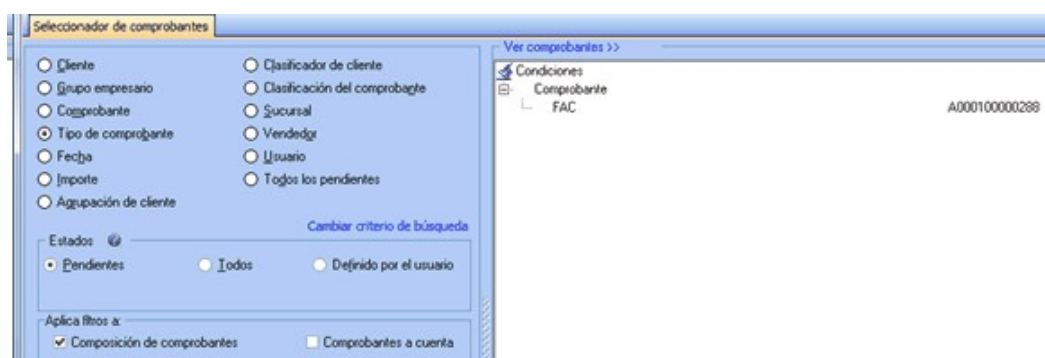 Seleccionador de comprobantes
Cliente
Grupo empresario
Comprobante
Tipo de comprobante
Fecha
Importe
Agrupación de cliente
Clasificador de cliente
Clasificación del comprobante
Sucursal
Vendedor
Usuario
Todos los pendientes
Cambiar criterio de búsqueda
Estados
Pendientes Todos Definido por el usuario
Aplica filtros a:
Composición de comprobantes Comprobantes a cuenta
Ver comprobantes >>
Condiciones
Comprobante
FAC A000100000288